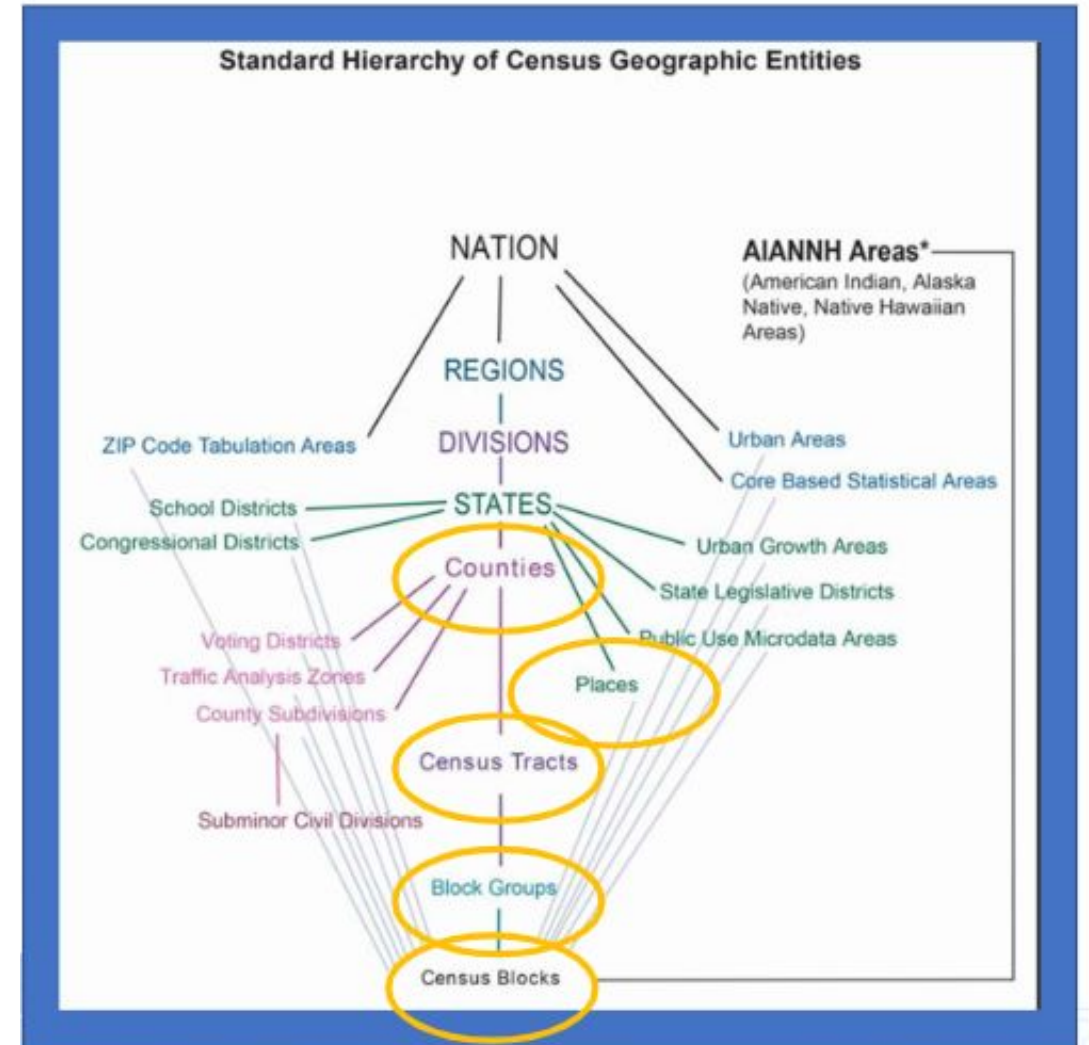 Standard Hierarchy of Census Geographic Entities
NATION
AIANNH Areas*
(American Indian, Alaska
Native, Native Hawaiian
Areas)
REGIONS
ZIP Code Tabulation Areas
DIVISIONS
Urban Areas
Core Based Statistical Areas
School Districts
STATES
Congressional Districts
Urban Growth Areas
Counties
State Legislative Districts
Voting Districts
Public Use Microdata Areas
Traffic Analysis Zones
Places
County Subdivisions
Census Tracts
Subminor Civil Divisions
Block Groups
Census Blocks